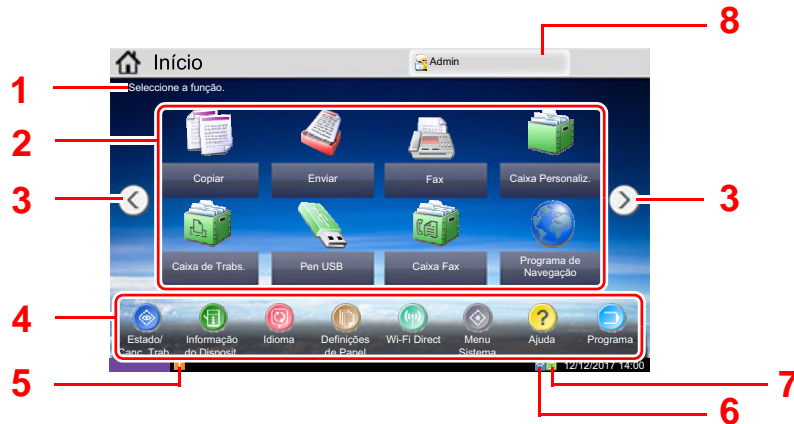 8
Início
Admin
1
Seleccione a função.
2
Copiar
Enviar
Fax
Caixa Personaliz.
3
3
Caixa de Trabs.
Pen USB
Caixa Fax
Programa de
Navegação
4
Estado/
Canc. Trab.
Informação
do Disposit.
Idioma
Definições
de Papel
Wi-Fi Direct
Menu
Sistema
Ajuda
Programa
5
12/12/2017 14:00
7
6